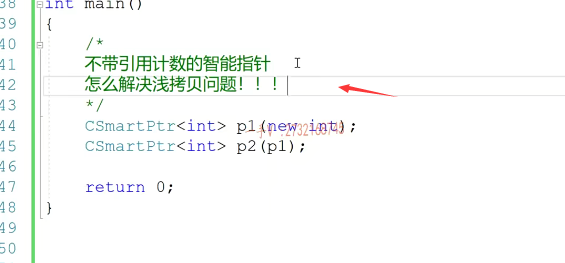 38 int main()
39 {
40 /*
41 不带引用计数的智能指针
42 怎么解决浅拷贝问题！！！
43 */
44 CSmartPtr<int> p1(new int);
45 CSmartPtr<int> p2(p1);
46
47 return 0;
48 }
49
50